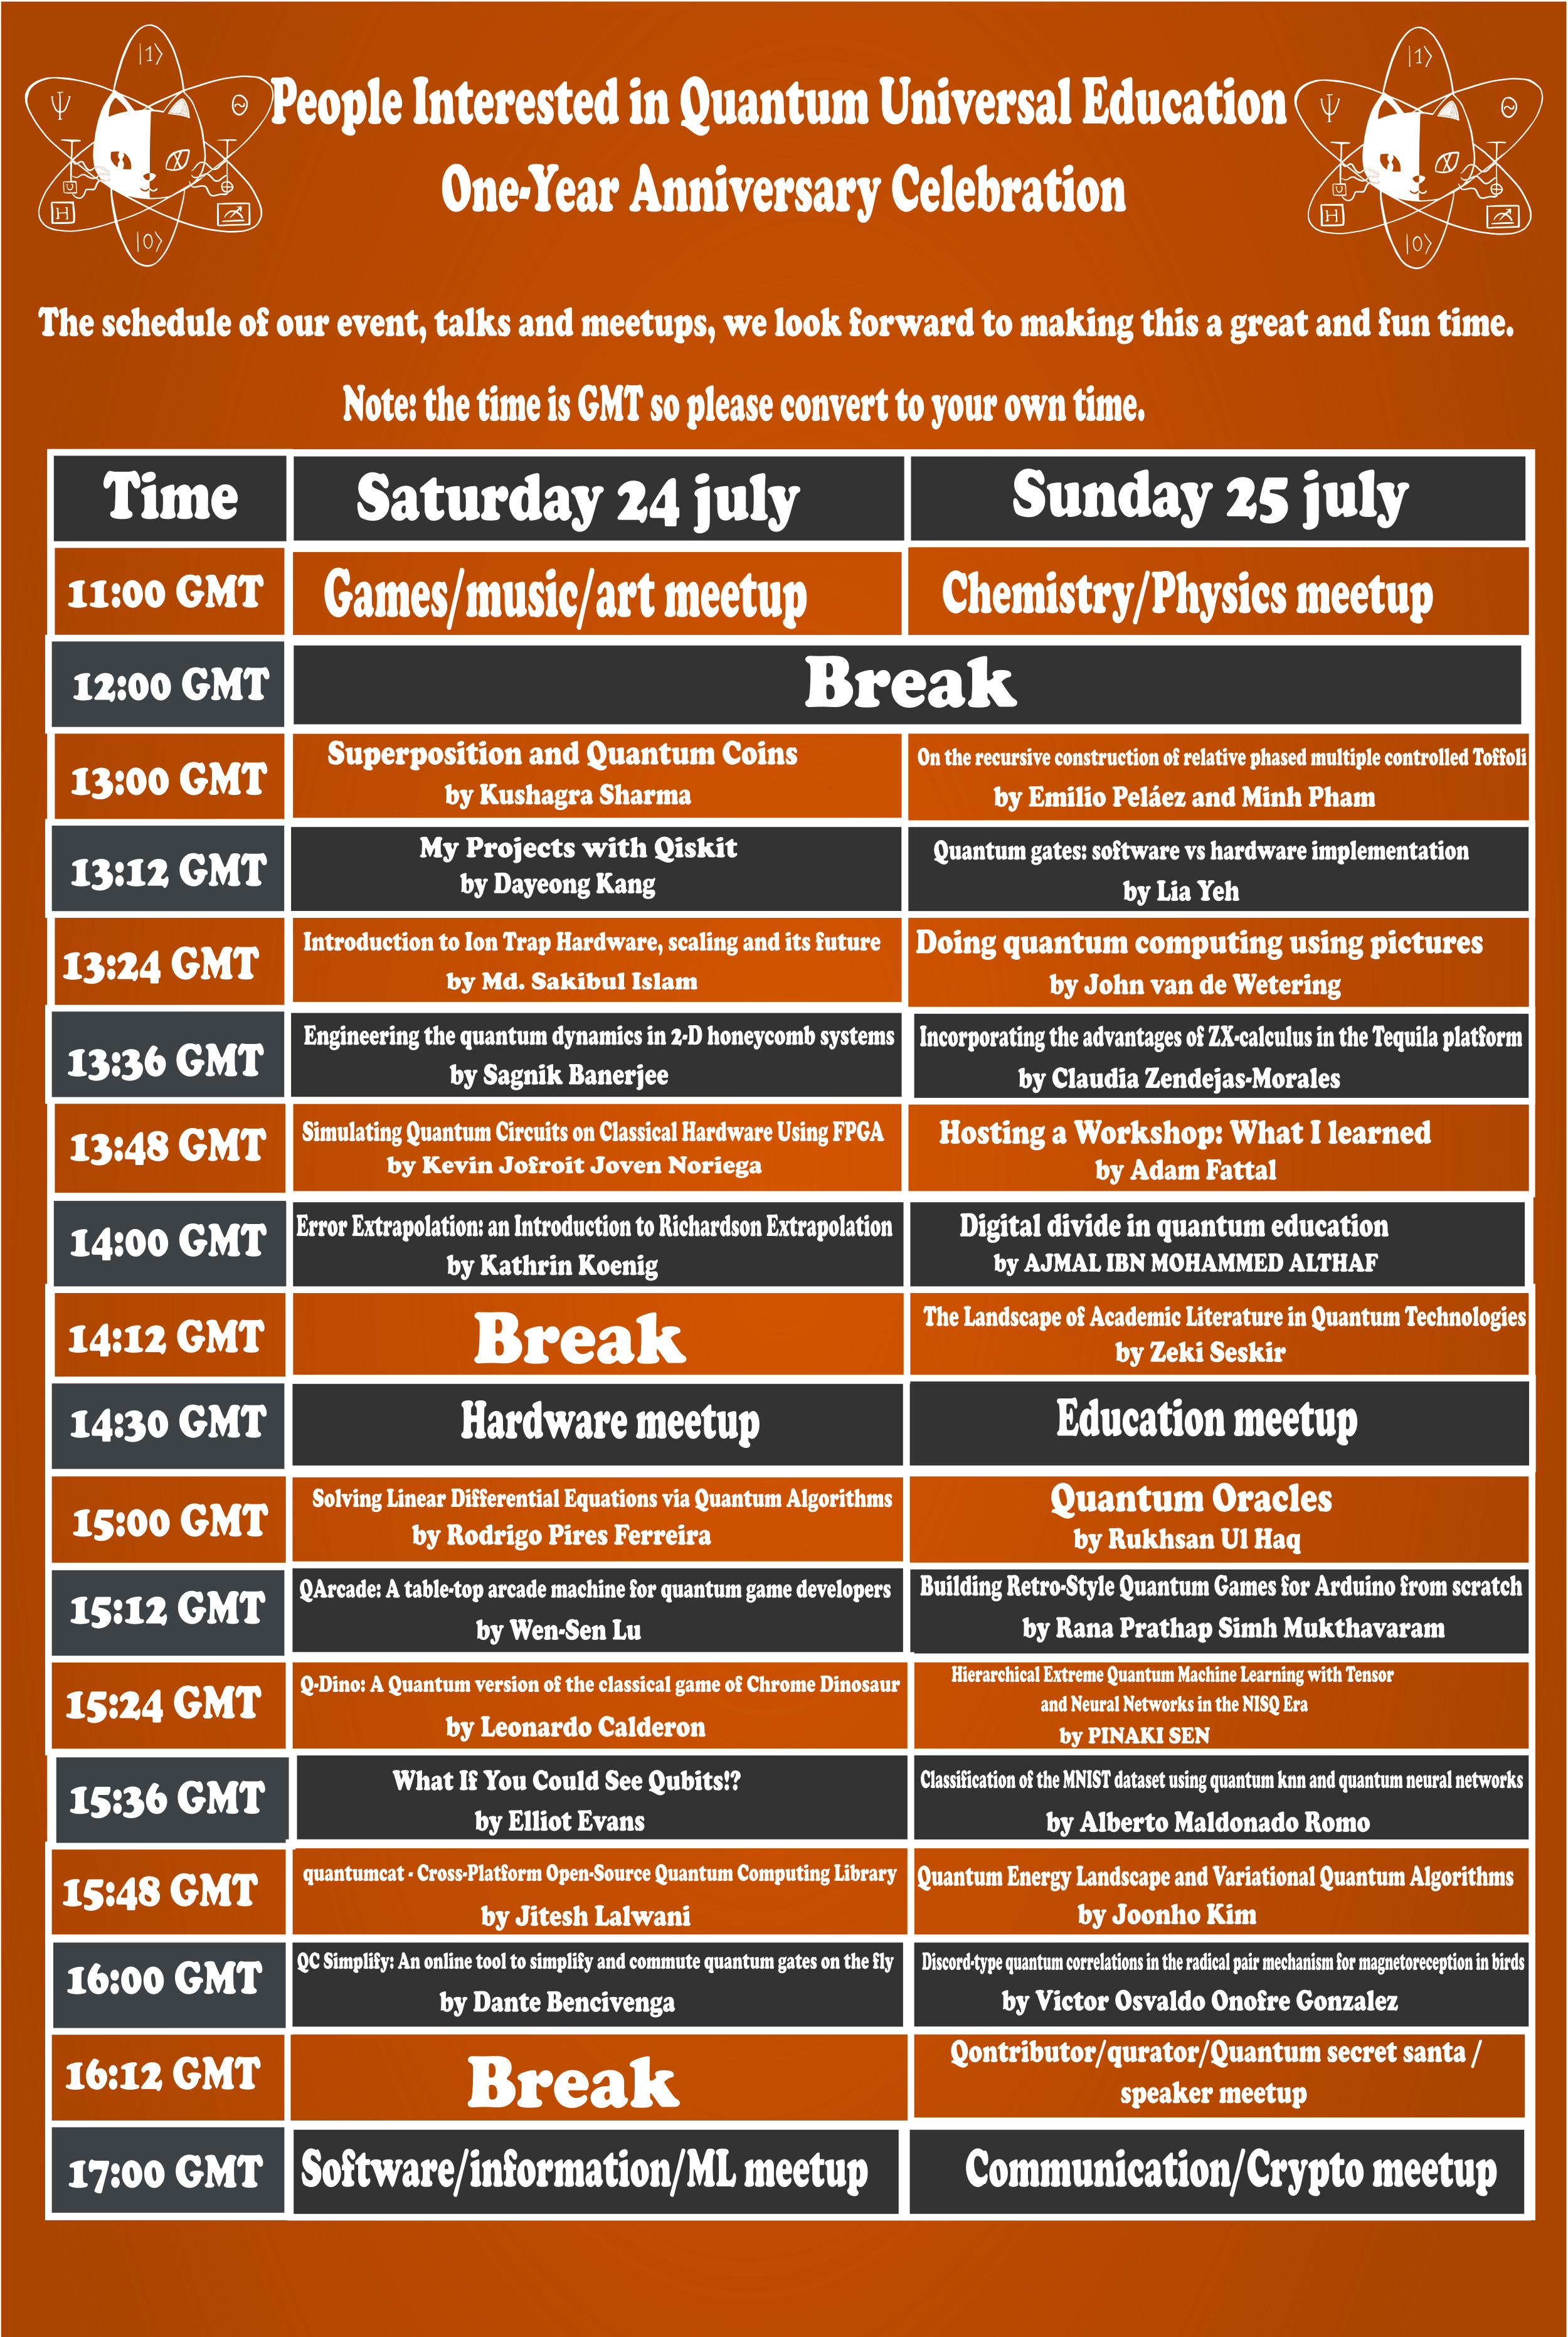 |1⟩
Ψ
H
|0⟩
People Interested in Quantum Universal Education
One-Year Anniversary Celebration
|1⟩
Ψ
H
|0⟩
The schedule of our event, talks and meetups, we look forward to making this a great and fun time.
Note: the time is GMT so please convert to your own time.
Time
Saturday 24 july
Sunday 25 july
11:00 GMT
Games/music/art meetup
Chemistry/Physics meetup
12:00 GMT
Break
13:00 GMT
Superposition and Quantum Coins
by Kushagra Sharma
On the recursive construction of relative phased multiple controlled Toffoli
by Emilio Peláez and Minh Pham
13:12 GMT
My Projects with Qiskit
by Dayeong Kang
Quantum gates: software vs hardware implementation
by Lia Yeh
13:24 GMT
Introduction to Ion Trap Hardware, scaling and its future
by Md. Sakibul Islam
Doing quantum computing using pictures
by John van de Wetering
13:36 GMT
Engineering the quantum dynamics in 2-D honeycomb systems
by Sagnik Banerjee
Incorporating the advantages of ZX-calculus in the Tequila platform
by Claudia Zendejas-Morales
13:48 GMT
Simulating Quantum Circuits on Classical Hardware Using FPGA
by Kevin Jofroit Joven Noriega
Hosting a Workshop: What I learned
by Adam Fattal
14:00 GMT
Error Extrapolation: an Introduction to Richardson Extrapolation
by Kathrin Koenig
Digital divide in quantum education
by AJMAL IBN MOHAMMED ALTHAF
14:12 GMT
Break
The Landscape of Academic Literature in Quantum Technologies
by Zeki Seskir
14:30 GMT
Hardware meetup
Education meetup
15:00 GMT
Solving Linear Differential Equations via Quantum Algorithms
by Rodrigo Pires Ferreira
Quantum Oracles
by Rukhsan Ul Haq
15:12 GMT
QArcade: A table-top arcade machine for quantum game developers
by Wen-Sen Lu
Building Retro-Style Quantum Games for Arduino from scratch
by Rana Prathap Simh Mukthavaram
15:24 GMT
Q-Dino: A Quantum version of the classical game of Chrome Dinosaur
by Leonardo Calderon
Hierarchical Extreme Quantum Machine Learning with Tensor
and Neural Networks in the NISQ Era
by PINAKI SEN
15:36 GMT
What If You Could See Qubits!?
by Elliot Evans
Classification of the MNIST dataset using quantum knn and quantum neural networks
by Alberto Maldonado Romo
15:48 GMT
quantumcat - Cross-Platform Open-Source Quantum Computing Library
by Jitesh Lalwani
Quantum Energy Landscape and Variational Quantum Algorithms
by Joonho Kim
16:00 GMT
QC Simplify: An online tool to simplify and commute quantum gates on the fly
by Dante Bencivenga
Discord-type quantum correlations in the radical pair mechanism for magnetoreception in birds
by Victor Osvaldo Onofre Gonzalez
16:12 GMT
Break
Qontributor/qurator/Quantum secret santa /
speaker meetup
17:00 GMT
Software/information/ML meetup
Communication/Crypto meetup